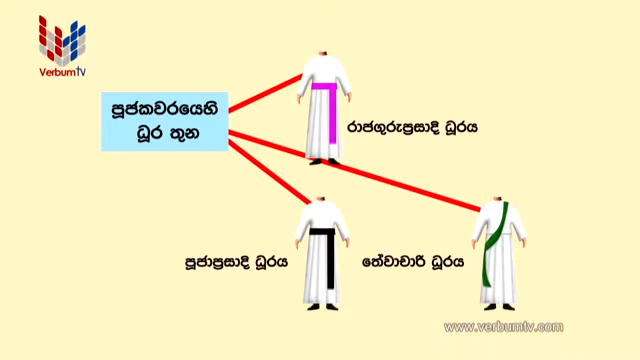 VerbumTV
පූජකවරයෙහි
ධූර තුන
රාජගුරුප්‍රසාදි ධූරය
පූජාප්‍රසාදි ධූරය
තේවාචාරි ධූරය
www.verbumtv.com